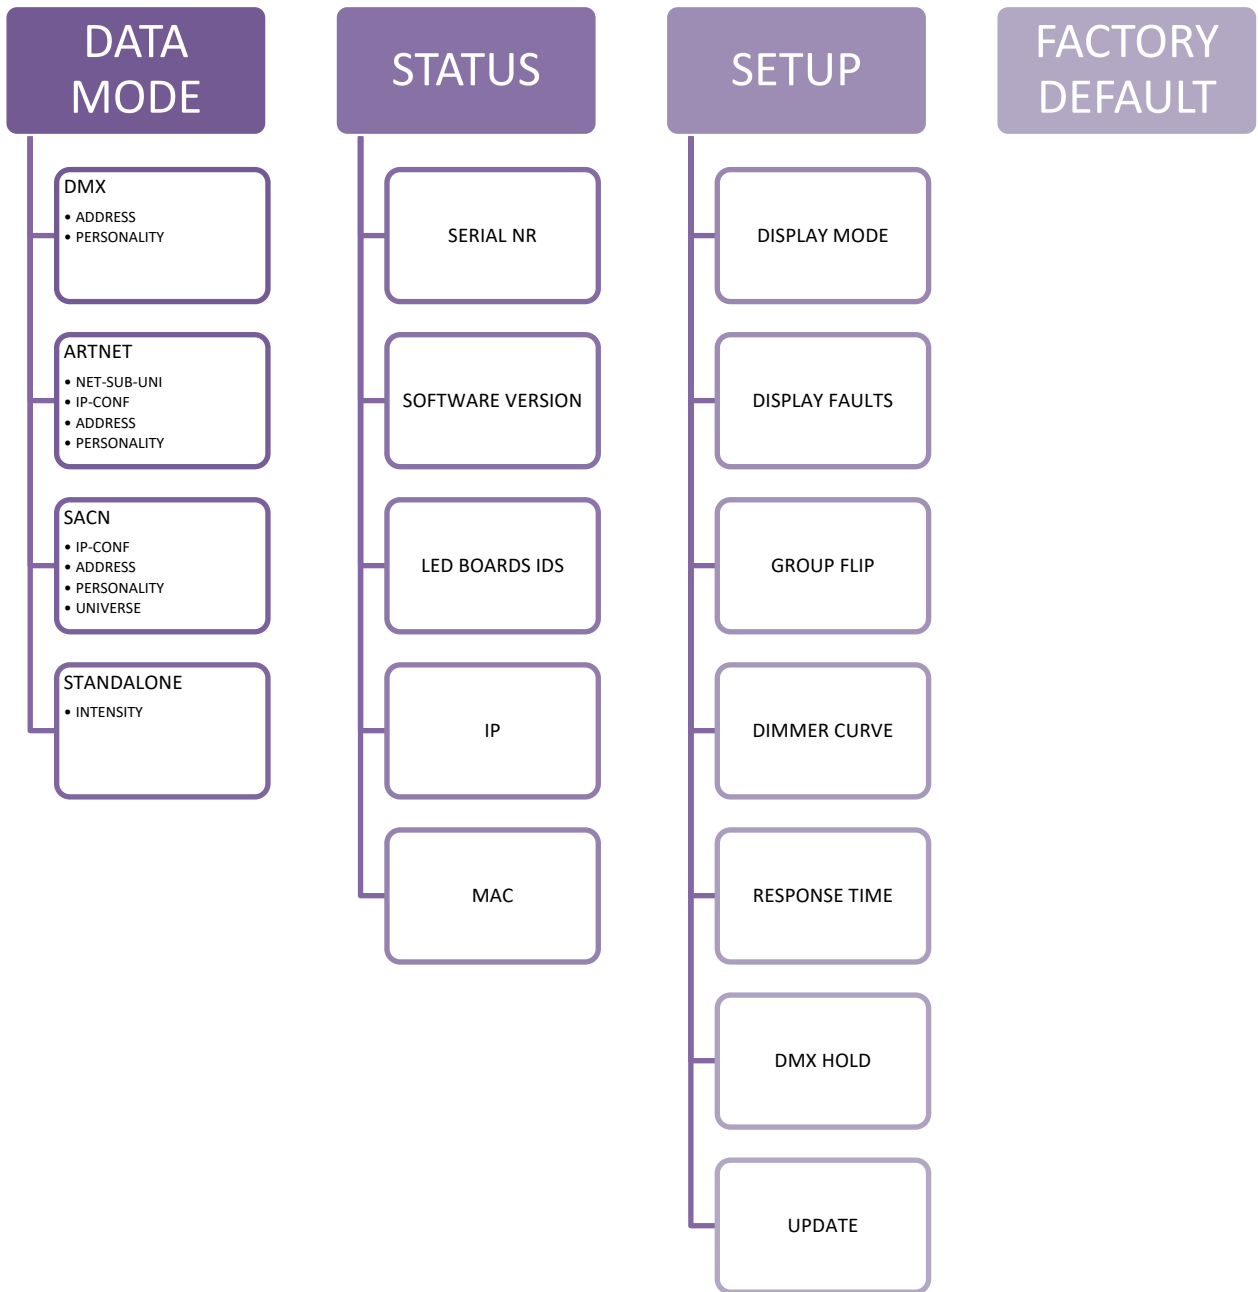 DATA
MODE
DMX
• ADDRESS
• PERSONALITY
ARTNET
• NET-SUB-UNI
• IP-CONF
• ADDRESS
• PERSONALITY
SACN
• IP-CONF
• ADDRESS
• PERSONALITY
• UNIVERSE
STANDALONE
• INTENSITY
STATUS
SERIAL NR
SOFTWARE VERSION
LED BOARDS IDS
IP
MAC
SETUP
DISPLAY MODE
DISPLAY FAULTS
GROUP FLIP
DIMMER CURVE
RESPONSE TIME
DMX HOLD
UPDATE
FACTORY
DEFAULT